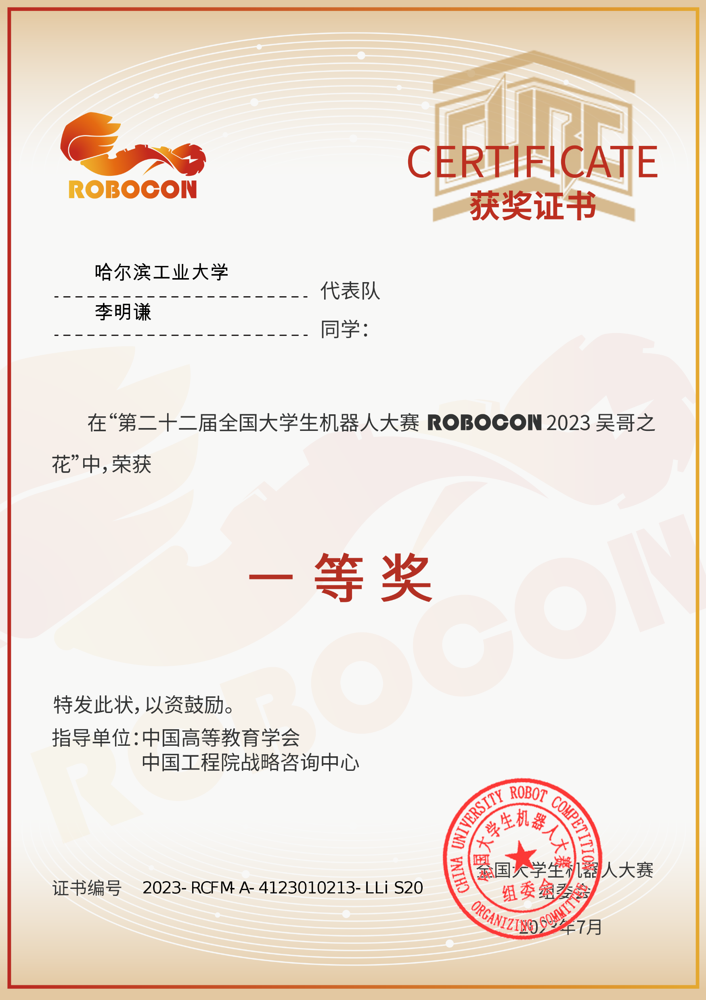 ROBOCON
CURC
CERTIFICATE
获奖证书
哈尔滨工业大学
代表队
李明谦
同学：
在“第二十二届全国大学生机器人大赛 ROBOCON 2023 吴哥之
花”中，荣获
一等奖
特发此状，以资鼓励。
指导单位：中国高等教育学会
中国工程院战略咨询中心
证书编号 2023-RCFM-A-4123010213-LLiS20
全国大学生机器人大赛
组委会
2023年7月
CHINA UNIVERSITY ROBOT COMPETITION
全国大学生机器人大赛
组委会
ORGANIZING COMMITTEE
ROBOCON